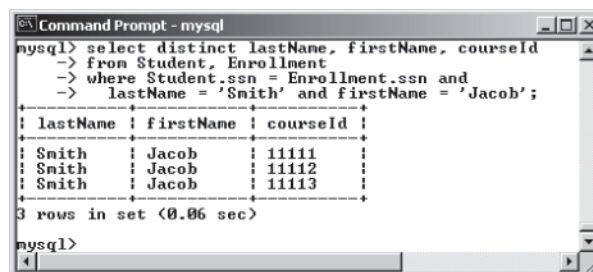 Command Prompt - mysql
mysql> select distinct lastName, firstName, courseId
-> from Student, Enrollment
-> where Student.ssn = Enrollment.ssn and
-> lastName = 'Smith' and firstName = 'Jacob';
+----------+-----------+----------+
| lastName | firstName | courseId |
+----------+-----------+----------+
| Smith | Jacob | 11111 |
| Smith | Jacob | 11112 |
| Smith | Jacob | 11113 |
+----------+-----------+----------+
3 rows in set (0.06 sec)
mysql>